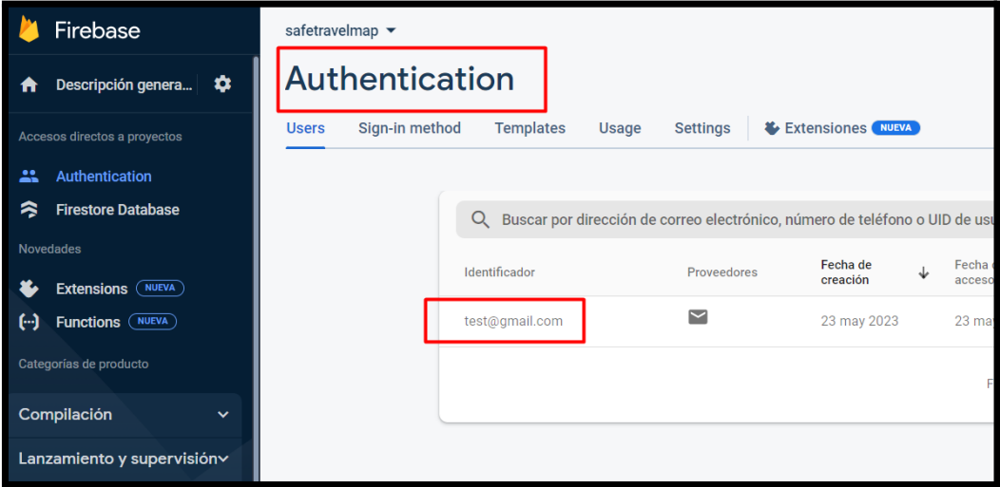 Firebase
safetravelmap
Descripción genera...
Authentication
Users Sign-in method Templates Usage Settings Extensiones NUEVA
Accesos directos a proyectos
Authentication
Firestore Database
Novedades
Extensions NUEVA
Functions NUEVA
Categorías de producto
Compilación
Lanzamiento y supervisión
Buscar por dirección de correo electrónico, número de teléfono o UID de usu
Identificador Proveedores Fecha de creación Fecha acceso
test@gmail.com 23 may 2023 23 ma
F